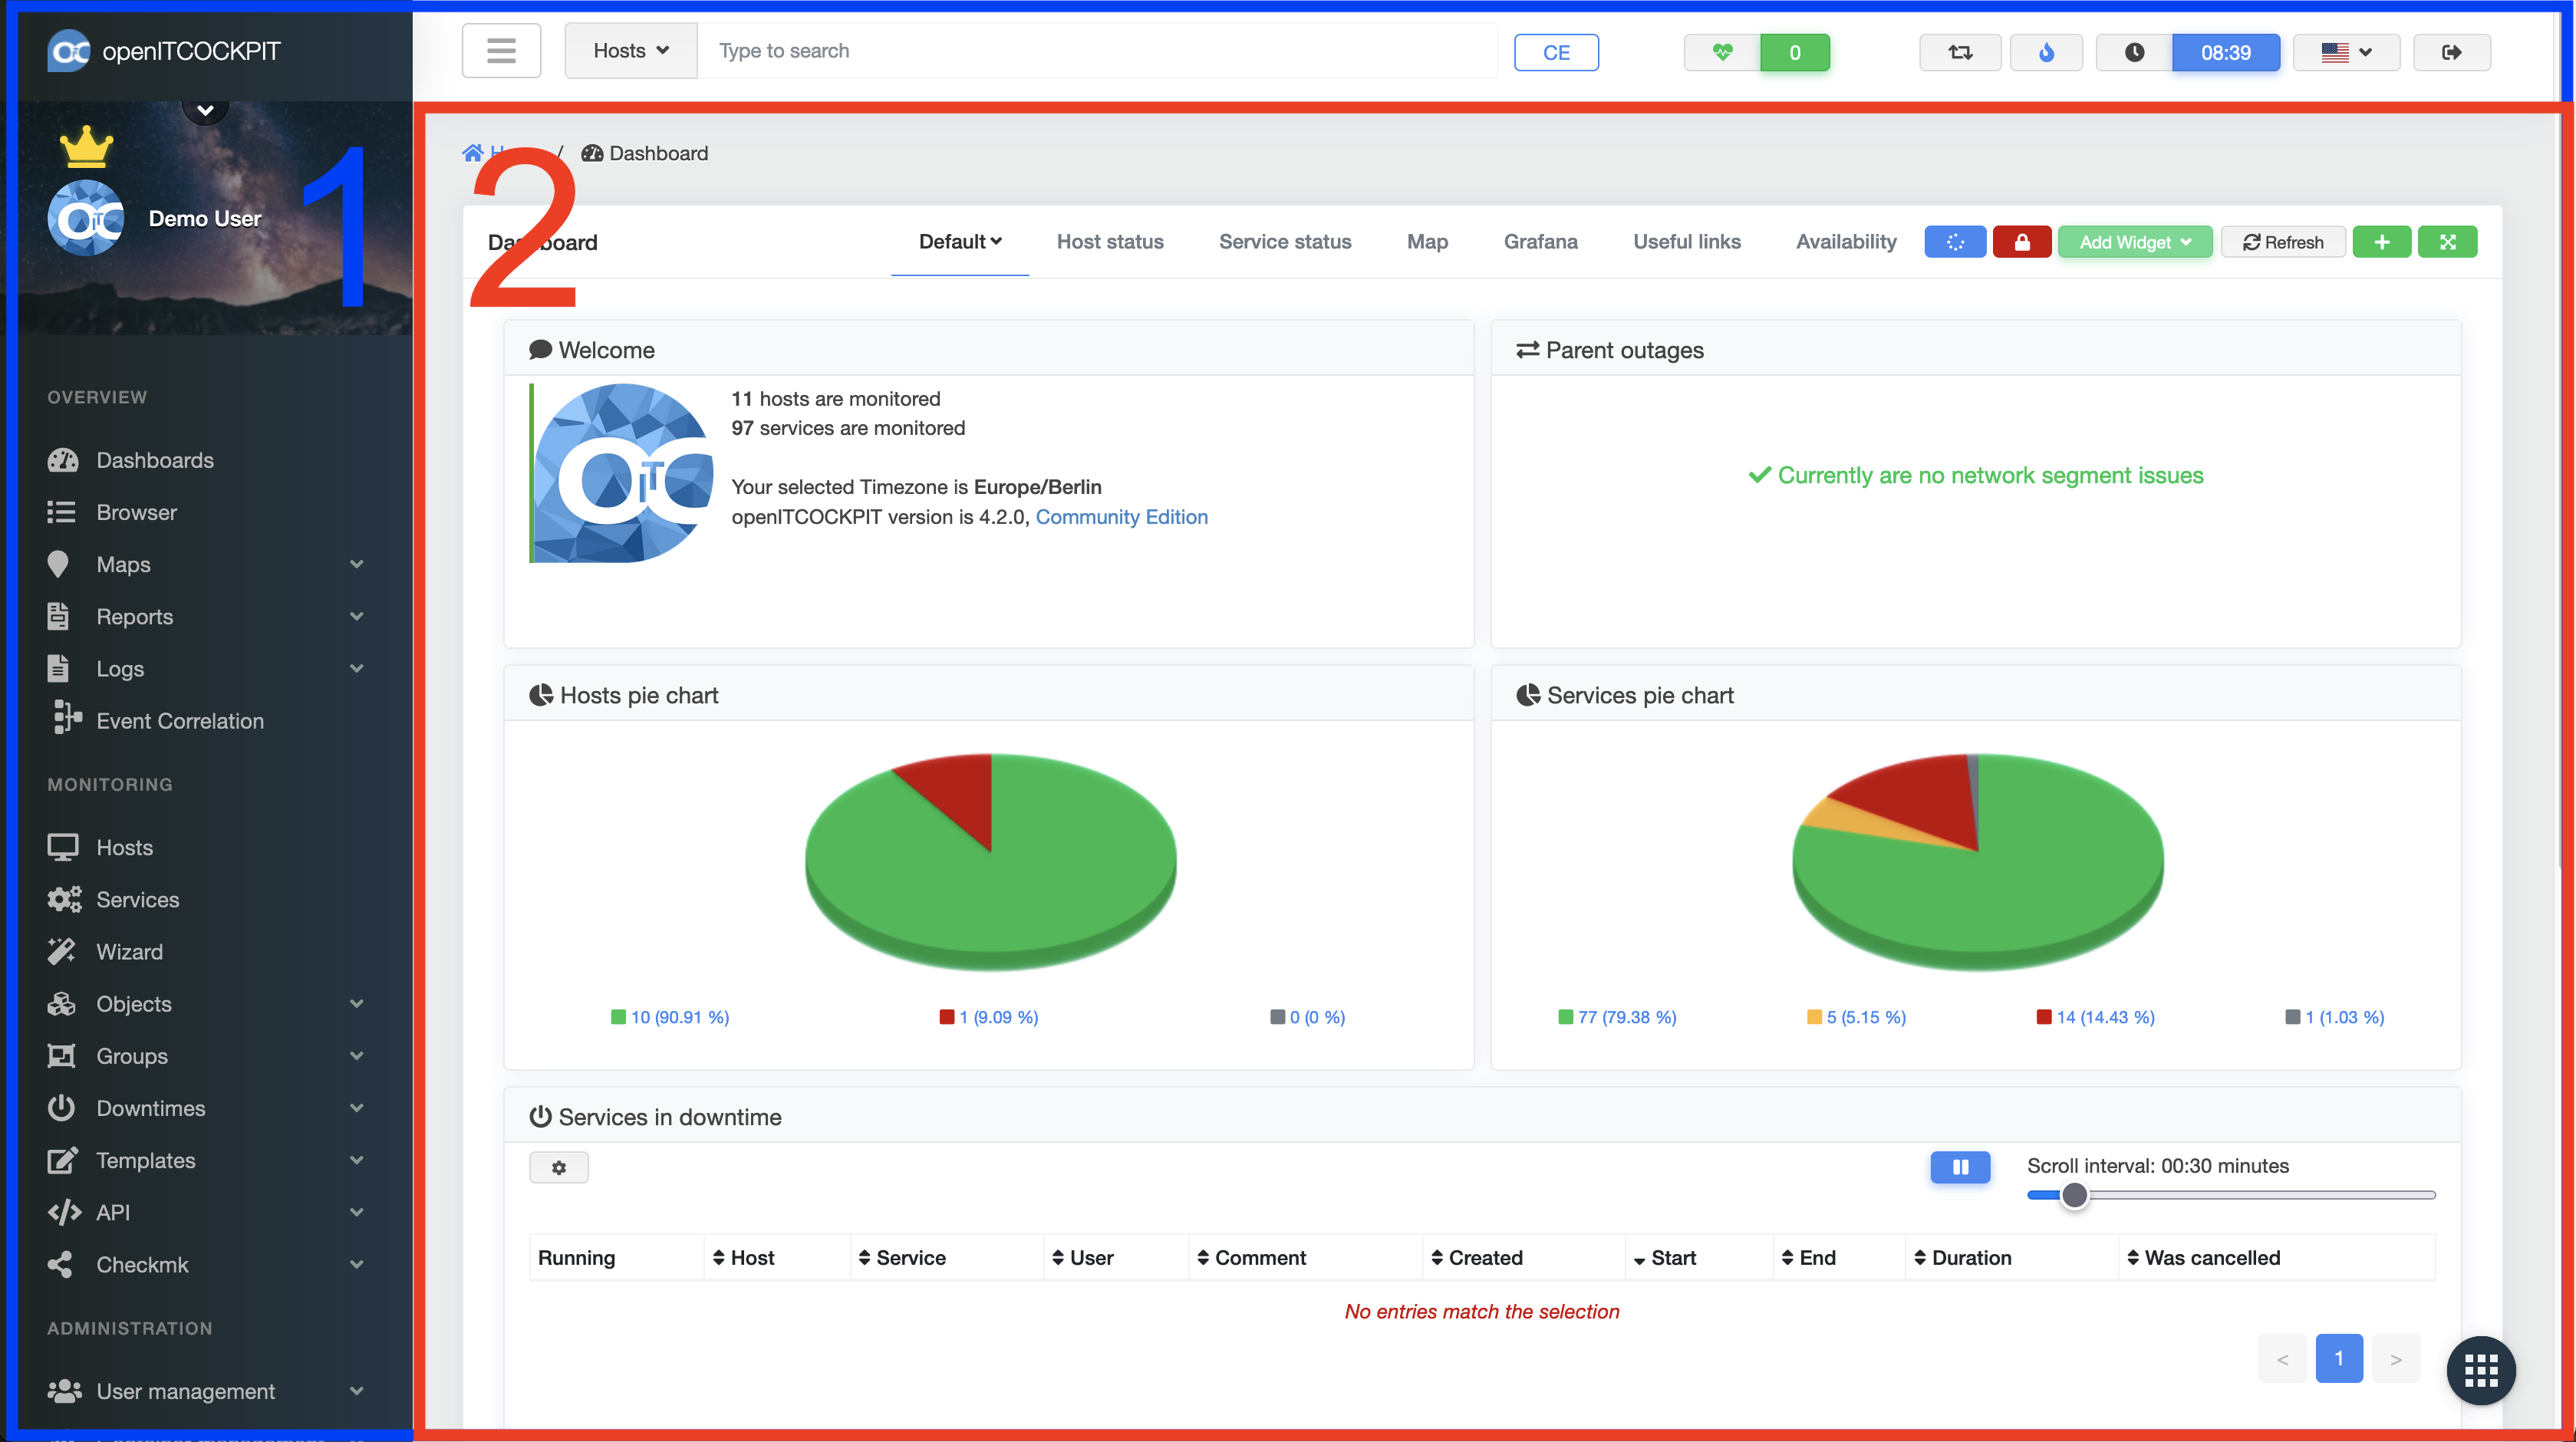 openITCOCKPIT
Hosts
Type to search
CE
0
08:39
1
Demo User
2
/ Dashboard
Dashboard
Default
Host status
Service status
Map
Grafana
Useful links
Availability
Add Widget
Refresh
OVERVIEW
Dashboards
Browser
Maps
Reports
Logs
Event Correlation
MONITORING
Hosts
Services
Wizard
Objects
Groups
Downtimes
Templates
API
Checkmk
ADMINISTRATION
User management
Welcome
11 hosts are monitored
97 services are monitored
Your selected Timezone is Europe/Berlin
openITCOCKPIT version is 4.2.0, Community Edition
Parent outages
Currently are no network segment issues
Hosts pie chart
10 (90.91 %)
1 (9.09 %)
0 (0 %)
Services pie chart
77 (79.38 %)
5 (5.15 %)
14 (14.43 %)
1 (1.03 %)
Services in downtime
Scroll interval: 00:30 minutes
Running
Host
Service
User
Comment
Created
Start
End
Duration
Was cancelled
No entries match the selection
< 1 >